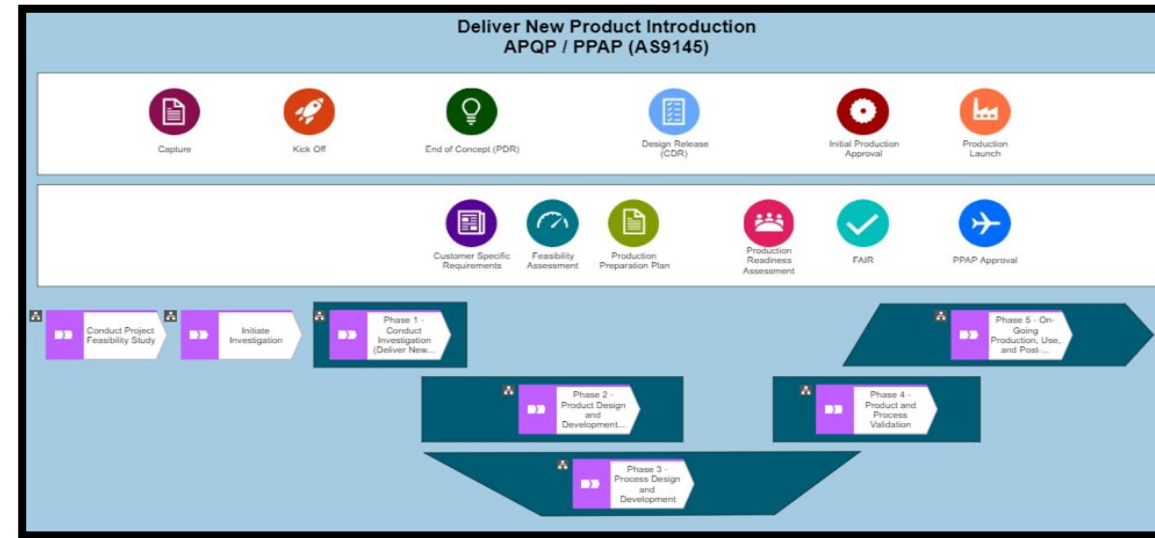 Deliver New Product Introduction
APQP / PPAP (AS9145)
Capture
Kick Off
End of Concept (PDR)
Design Release
(CDR)
Initial Production
Approval
Production
Launch
Customer Specific
Requirements
Feasibility
Assessment
Production
Preparation Plan
Production
Readiness
Assessment
FAIR
PPAP Approval
Conduct Project
Feasibility Study
Initiate
Investigation
Phase 1 -
Conduct
Investigation
(Deliver New...
Phase 5 - On-
Going
Production, Use,
and Post-...
Phase 2 -
Product Design
and
Development...
Phase 4 -
Product and
Process
Validation
Phase 3 -
Process Design
and
Development